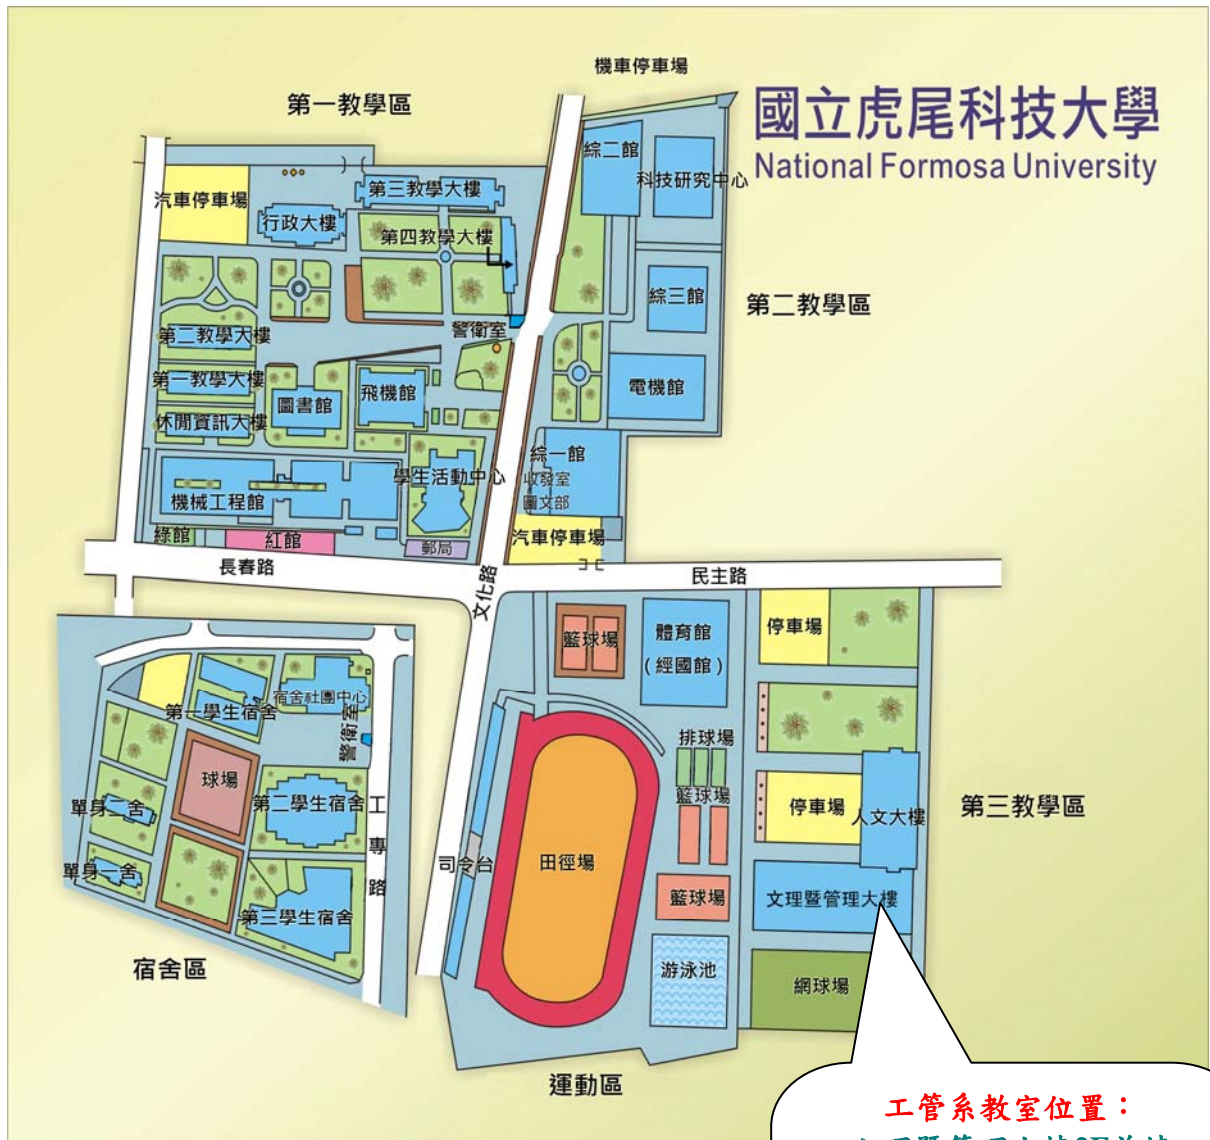 機車停車場
國立虎尾科技大學
National Formosa University
第一教學區
綜二館
科技研究中心
第三教學大樓
汽車停車場
行政大樓
第四教學大樓
綜三館
第二教學區
警衛室
第二教學大樓
第一教學大樓
圖書館
飛機館
電機館
休閒資訊大樓
綜一館
學生活動中心
收發室
圖文部
機械工程館
綠館
紅館
郵局
汽車停車場
長春路
文化路
民主路
籃球場
體育館
(經國館)
停車場
宿舍社團中心
第一學生宿舍
警衛室
排球場
球場
籃球場
單身二舍
第二學生宿舍
工專路
停車場
人文大樓
第三教學區
單身一舍
司令台
田徑場
籃球場
文理暨管理大樓
第三學生宿舍
宿舍區
游泳池
網球場
運動區
工管系教室位置：